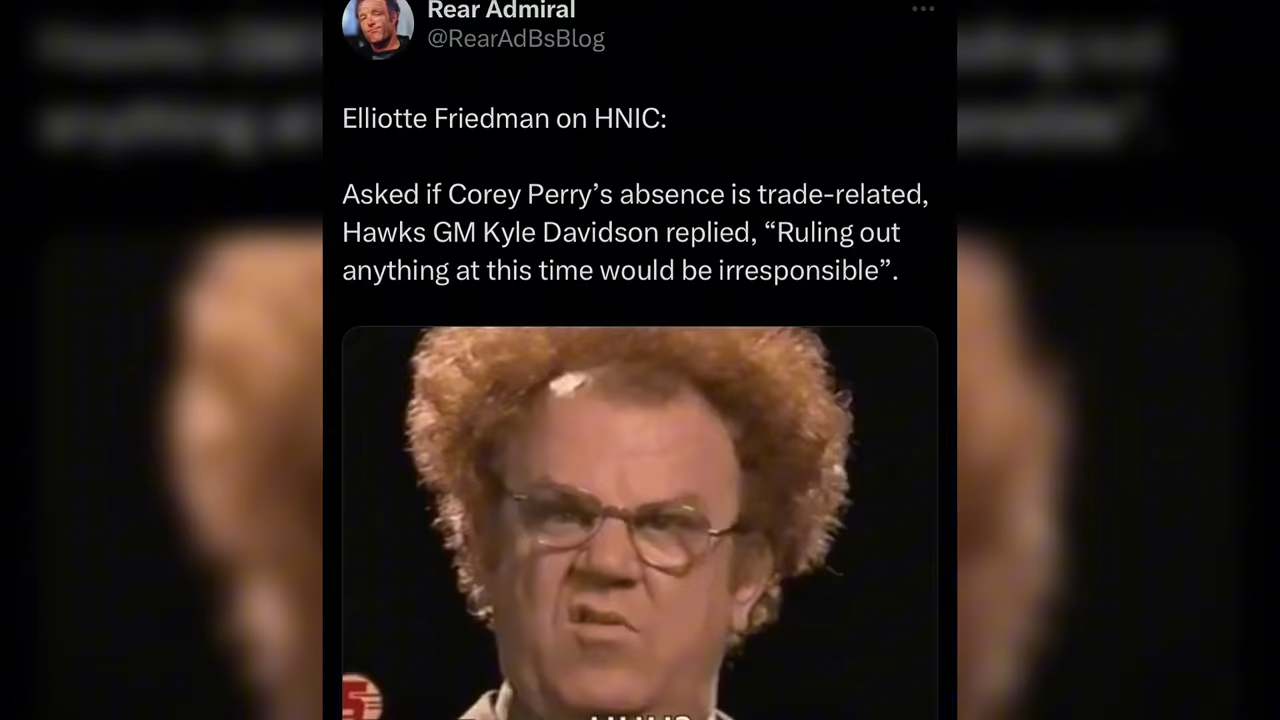 Rear Admiral
@RearAdBsBlog
Elliotte Friedman on HNIC:
Asked if Corey Perry’s absence is trade-related,
Hawks GM Kyle Davidson replied, “Ruling out
anything at this time would be irresponsible”.
5